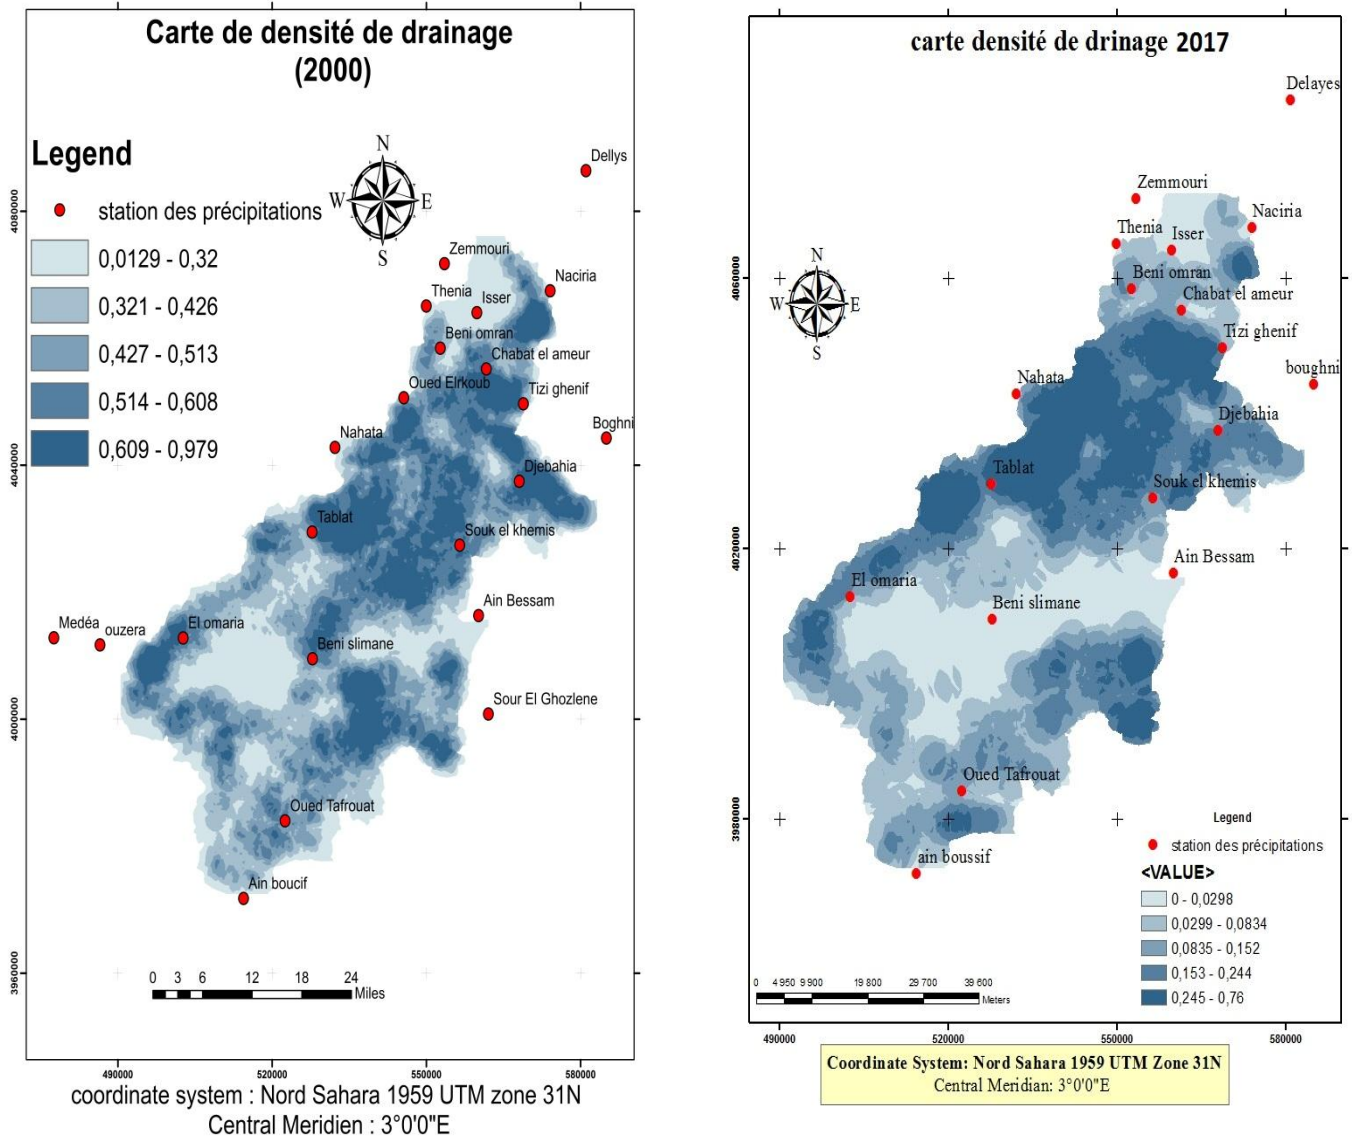 Carte de densité de drainage
(2000)
Legend
station des précipitations
0,0129 - 0,32
0,321 - 0,426
0,427 - 0,513
0,514 - 0,608
0,609 - 0,979
N
W
E
S
Dellys
Zemmouri
Naciria
Thenia
Isser
Beni omran
Chabat el ameur
Oued Elrkoub
Tizi ghenif
Boghni
Nahata
Djebahia
Tablat
Souk el khemis
Ain Bessam
Medéa
ouzera
El omaria
Beni slimane
Sour El Ghozlene
Oued Tafrouat
Ain boucif
0 3 6 12 18 24
Miles
4080000
4040000
4000000
3960000
490000
520000
550000
580000
coordinate system : Nord Sahara 1959 UTM zone 31N
Central Meridien : 3°0'0"E
carte densité de drinage 2017
Delayes
Zemmouri
Naciria
Thenia
Isser
Beni omran
Chabat el ameur
Tizi ghenif
boghni
Nahata
Djebahia
Tablat
Souk el khemis
Ain Bessam
El omaria
Beni slimane
Oued Tafrouat
ain boussif
N
W
E
S
Legend
station des précipitations
<VALUE>
0 - 0,0298
0,0299 - 0,0834
0,0835 - 0,152
0,153 - 0,244
0,245 - 0,76
0 4 950 9 900 19 800 29 700 39 600
Meters
4060000
4020000
3980000
490000
520000
550000
580000
Coordinate System: Nord Sahara 1959 UTM Zone 31N
Central Meridian: 3°0'0"E